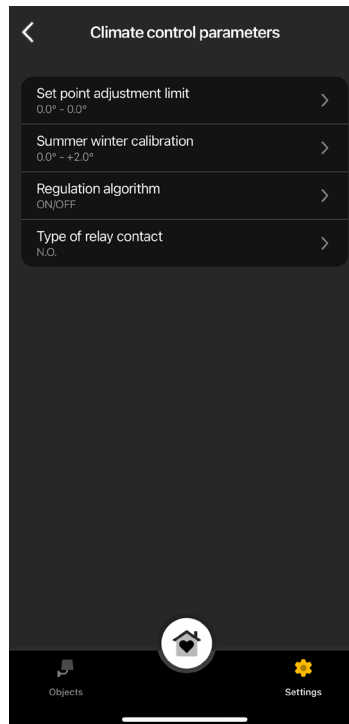 Climate control parameters
Set point adjustment limit
0.0° - 0.0°
Summer winter calibration
0.0° - +2.0°
Regulation algorithm
ON/OFF
Type of relay contact
N.O.
Objects
Settings